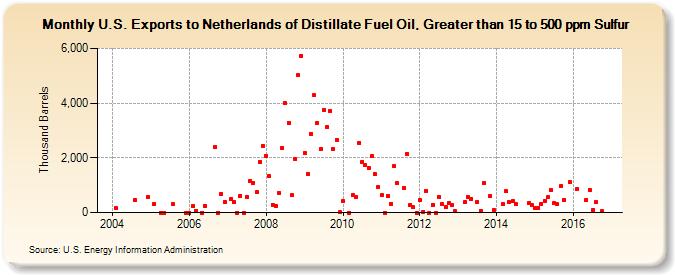 Monthly U.S. Exports to Netherlands of Distillate Fuel Oil, Greater than 15 to 500 ppm Sulfur
Thousand Barrels
6,000
4,000
2,000
0
2004 2006 2008 2010 2012 2014 2016
Source: U.S. Energy Information Administration